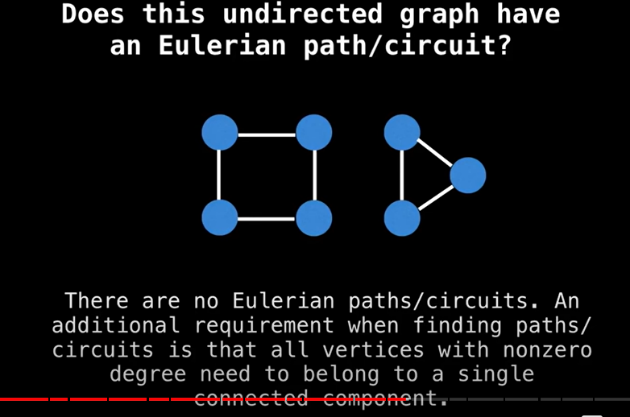 Does this undirected graph have
an Eulerian path/circuit?
There are no Eulerian paths/circuits. An
additional requirement when finding paths/
circuits is that all vertices with nonzero
degree need to belong to a single
connected component.